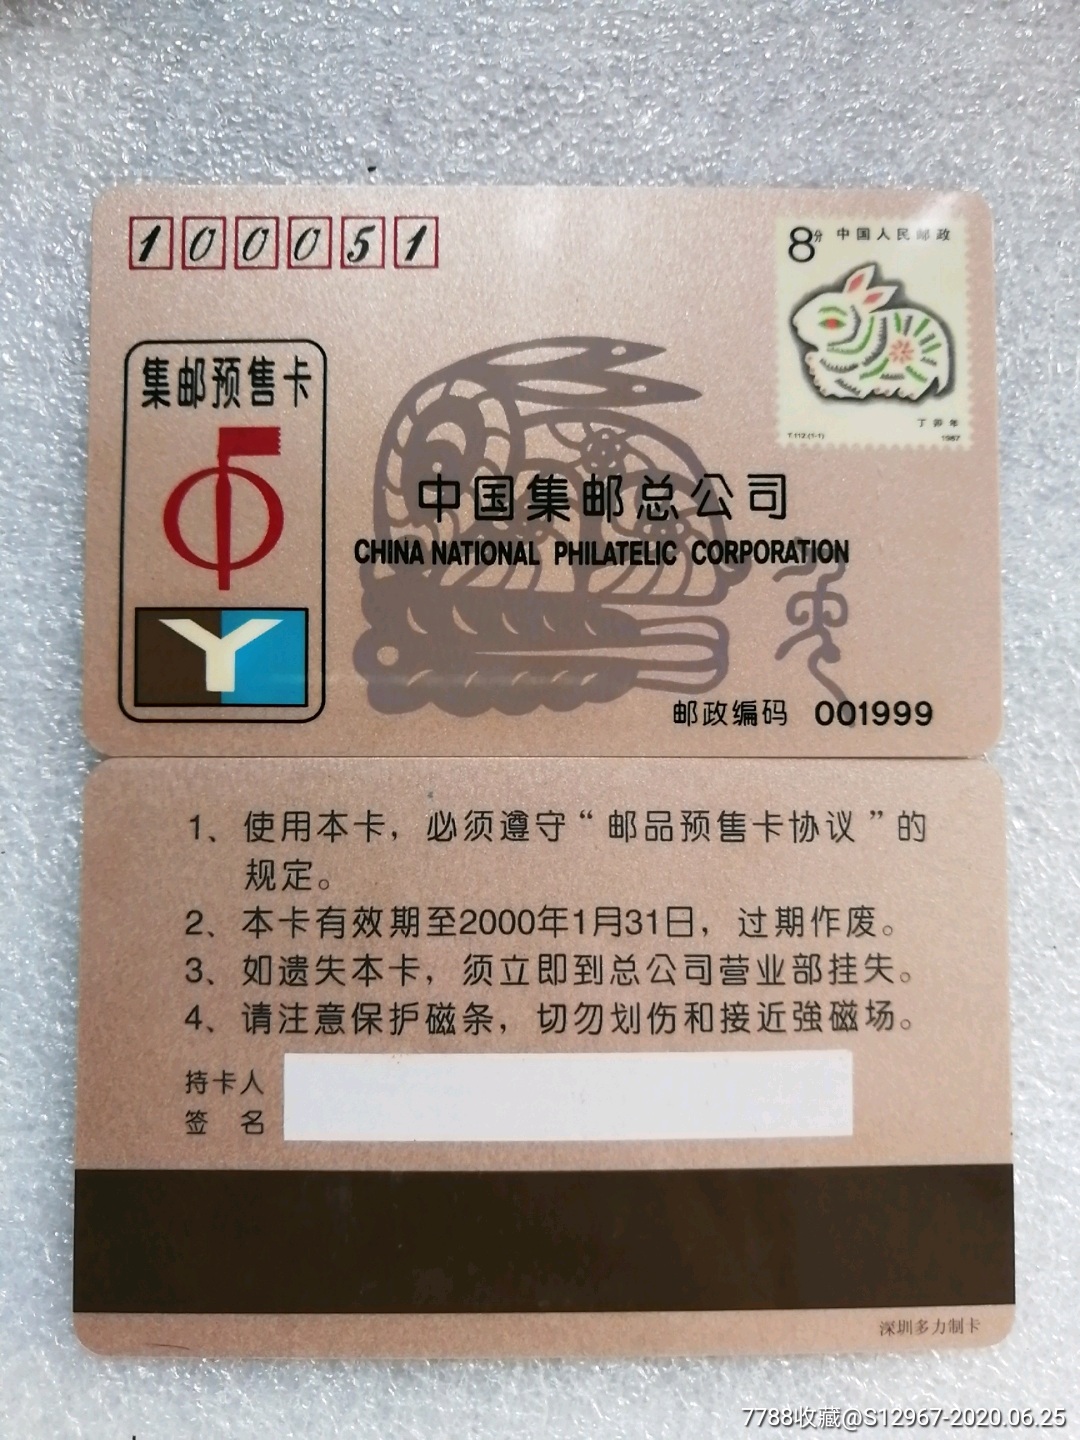 100051
8分 中国人民邮政
丁卯年
T.112.(1-1) 1987
集邮预售卡
中国集邮总公司
CHINA NATIONAL PHILATELIC CORPORATION
邮政编码 001999
1、使用本卡，必须遵守“邮品预售卡协议”的
规定。
2、本卡有效期至2000年1月31日，过期作废。
3、如遗失本卡，须立即到总公司营业部挂失。
4、请注意保护磁条，切勿划伤和接近強磁场。
持卡人
签 名
深圳多力制卡
7788收藏@S12967-2020.06.25